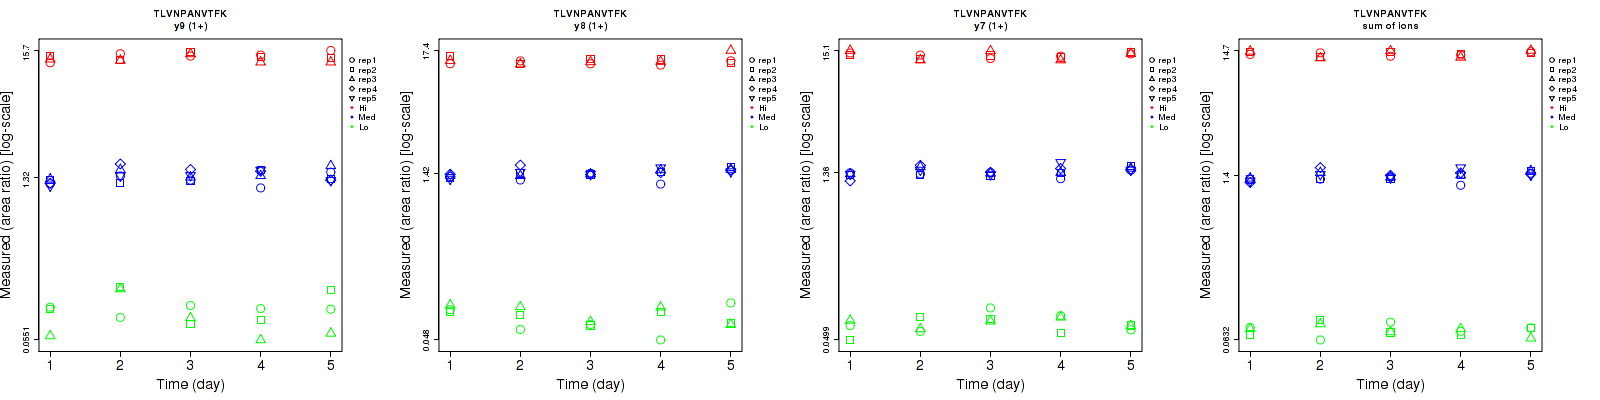 TLVNPANVTFK
y9 (1+)
Measured (area ratio) [log-scale]
15.7
1.32
0.0551
1 2 3 4 5
Time (day)
rep1
rep2
rep3
rep4
rep5
Hi
Med
Lo
TLVNPANVTFK
y8 (1+)
Measured (area ratio) [log-scale]
17.4
1.42
0.048
1 2 3 4 5
Time (day)
rep1
rep2
rep3
rep4
rep5
Hi
Med
Lo
TLVNPANVTFK
y7 (1+)
Measured (area ratio) [log-scale]
15.1
1.36
0.0499
1 2 3 4 5
Time (day)
rep1
rep2
rep3
rep4
rep5
Hi
Med
Lo
TLVNPANVTFK
sum of ions
Measured (area ratio) [log-scale]
14.7
1.4
0.0632
1 2 3 4 5
Time (day)
rep1
rep2
rep3
rep4
rep5
Hi
Med
Lo